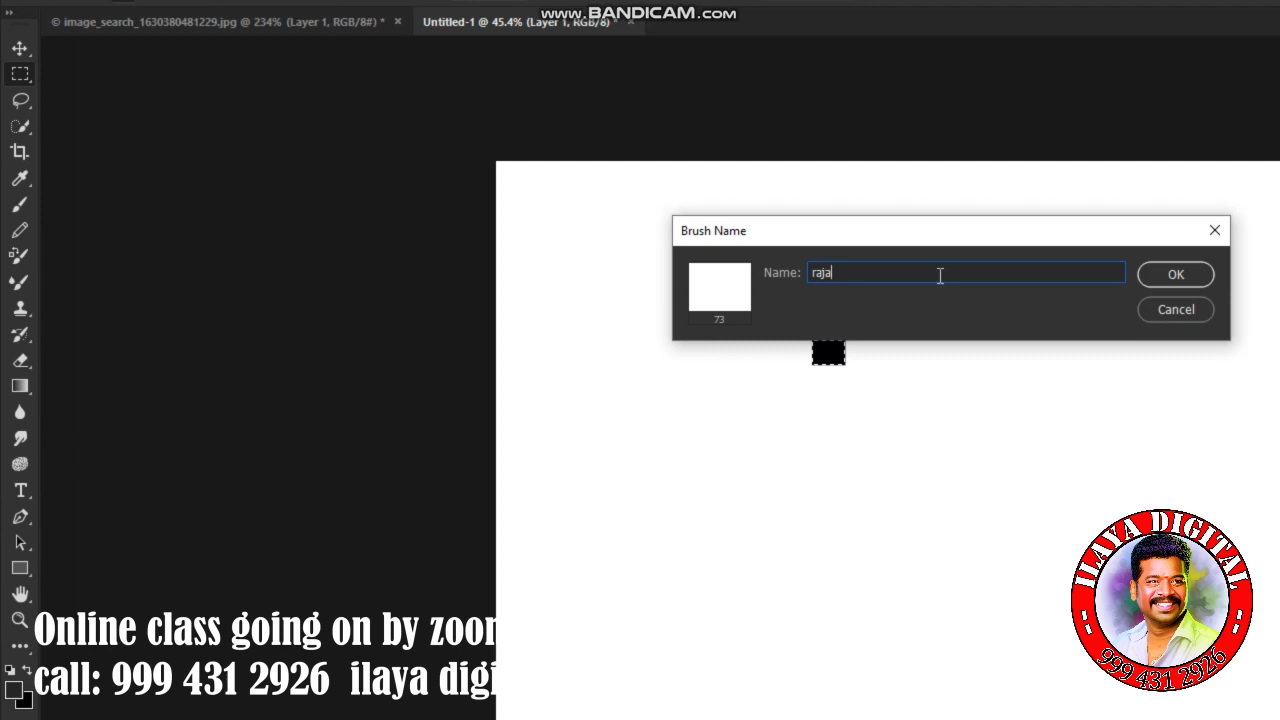 www.BANDICAM.com
© image_search_1630380481229.jpg @ 234% (Layer 1, RGB/8#) * ×
Untitled-1 @ 45.4% (Layer 1, RGB/8) * ×
Brush Name
Name: raja
OK
73
Cancel
ILAYA DIGITAL
999 431 2926
Online class going on by zoom
call: 999 431 2926 ilaya digi